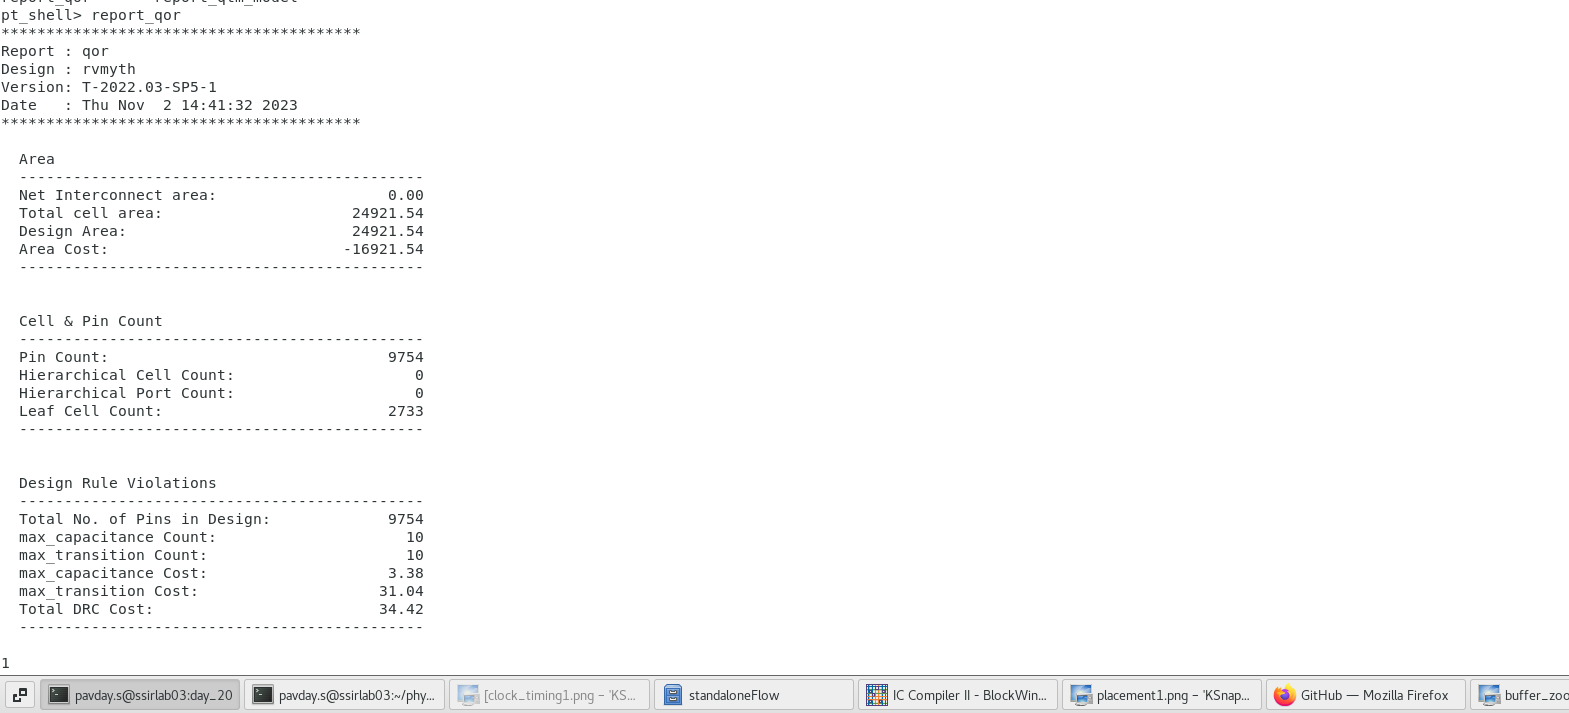 pt_shell> report_qor
****************************************
Report : qor
Design : rvmyth
Version: T-2022.03-SP5-1
Date   : Thu Nov  2 14:41:32 2023
****************************************
Area
---------------------------------------------
Net Interconnect area:                   0.00
Total cell area:                     24921.54
Design Area:                         24921.54
Area Cost:                          -16921.54
---------------------------------------------
Cell & Pin Count
---------------------------------------------
Pin Count:                               9754
Hierarchical Cell Count:                    0
Hierarchical Port Count:                    0
Leaf Cell Count:                         2733
---------------------------------------------
Design Rule Violations
---------------------------------------------
Total No. of Pins in Design:             9754
max_capacitance Count:                     10
max_transition Count:                      10
max_capacitance Cost:                    3.38
max_transition Cost:                    31.04
Total DRC Cost:                         34.42
---------------------------------------------
1
pavday.s@ssirlab03:day_20
pavday.s@ssirlab03:~/phy...
[clock_timing1.png – 'KS...
standaloneFlow
IC Compiler II - BlockWin...
placement1.png – 'KSnap...
GitHub — Mozilla Firefox
buffer_zoo